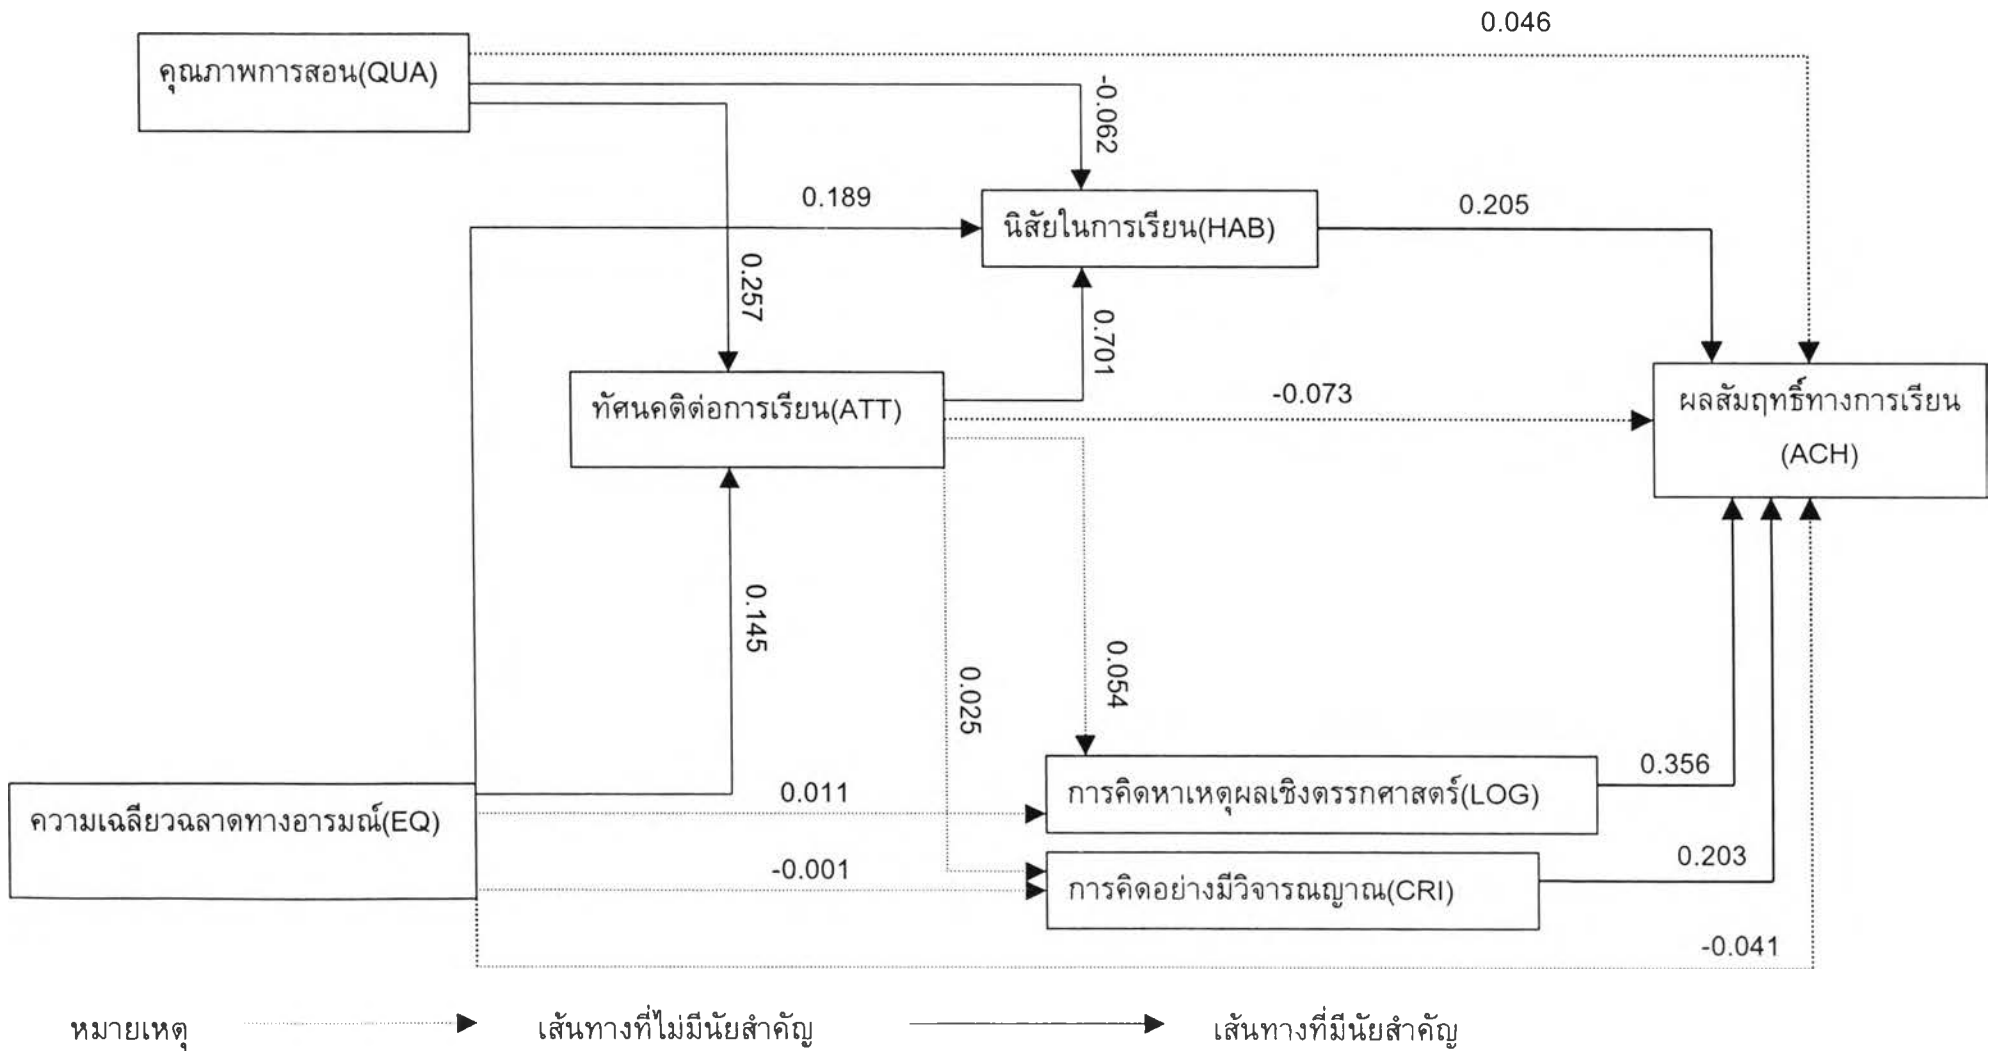 0.046
คุณภาพการสอน(QUA)
-0.062
0.189
นิสัยในการเรียน(HAB)
0.205
0.257
0.701
ทัศนคติต่อการเรียน(ATT)
-0.073
ผลสัมฤทธิ์ทางการเรียน
(ACH)
0.145
0.025
0.054
ความเฉลียวฉลาดทางอารมณ์(EQ)
0.011
การคิดหาเหตุผลเชิงตรรกศาสตร์(LOG)
0.356
-0.001
การคิดอย่างมีวิจารณญาณ(CRI)
0.203
-0.041
หมายเหตุ เส้นทางที่ไม่มีนัยสำคัญ เส้นทางที่มีนัยสำคัญ